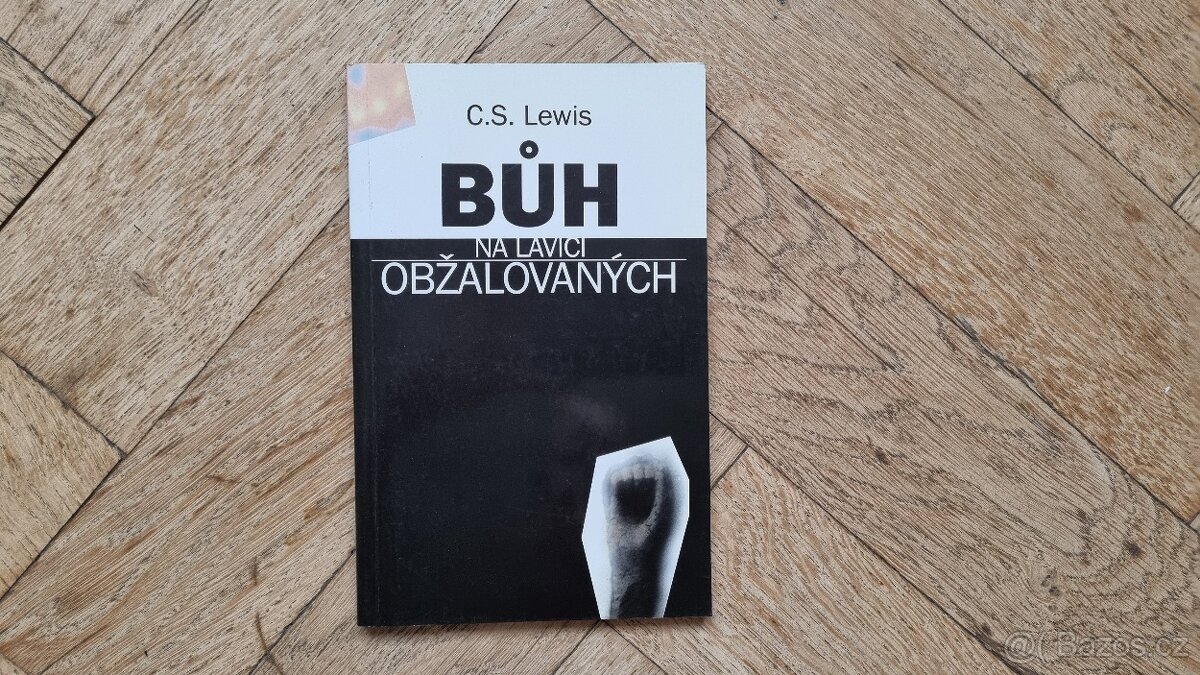 C.S. Lewis
BŮH
NA LAVICI
OBŽALOVANÝCH
@( Bazos.cz